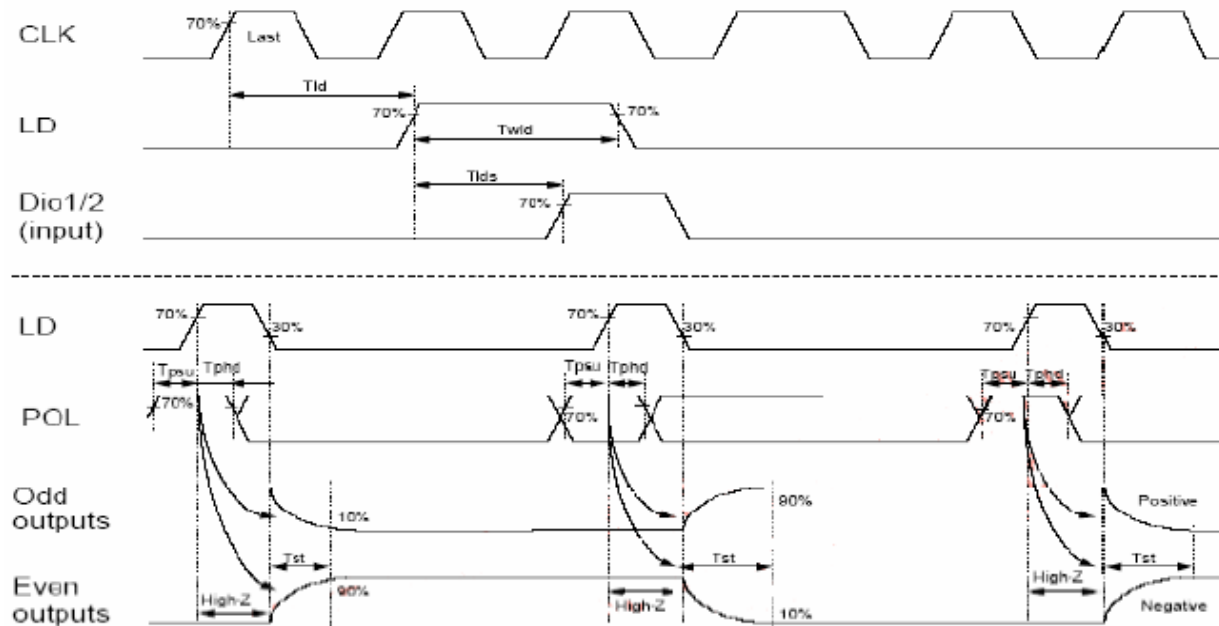 CLK
70%
Last
Tld
LD
70%
70%
Twld
Tlds
Dio1/2
(input)
70%
LD
70%
30%
70%
30%
70%
30%
Tpsu
Tphd
Tpsu
Tphd
Tpsu
Tphd
POL
70%
70%
70%
Odd
outputs
10%
90%
Positive
Tst
Tst
Tst
Even
outputs
High-Z
90%
High-Z
10%
High-Z
Negative